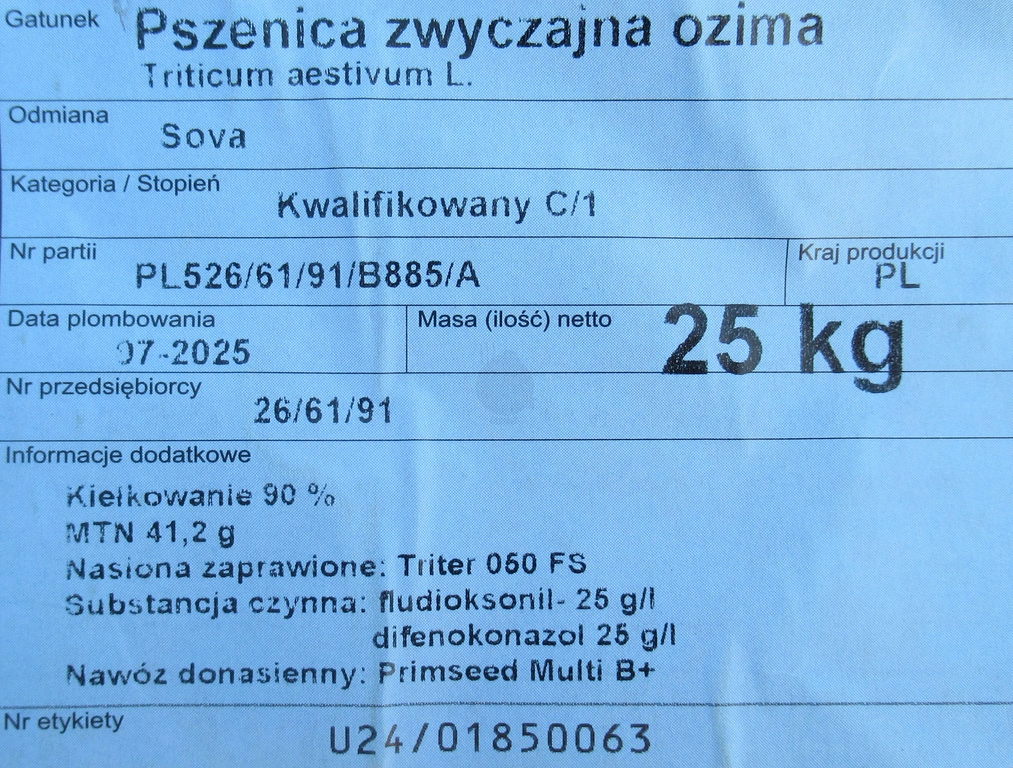 Gatunek Pszenica zwyczajna ozima
Triticum aestivum L.
Odmiana
Sova
Kategoria / Stopień
Kwalifikowany C/1
Nr partii
PL526/61/91/B885/A
Kraj produkcji
PL
Data plombowania
07-2025
Masa (ilość) netto 25 kg
Nr przedsiębiorcy
26/61/91
Informacje dodatkowe
Kiełkowanie 90 %
MTN 41,2 g
Nasiona zaprawione: Triter 050 FS
Substancja czynna: fludioksonil- 25 g/l
difenokonazol 25 g/l
Nawóz donasienny: Primseed Multi B+
Nr etykiety
U24/01850063